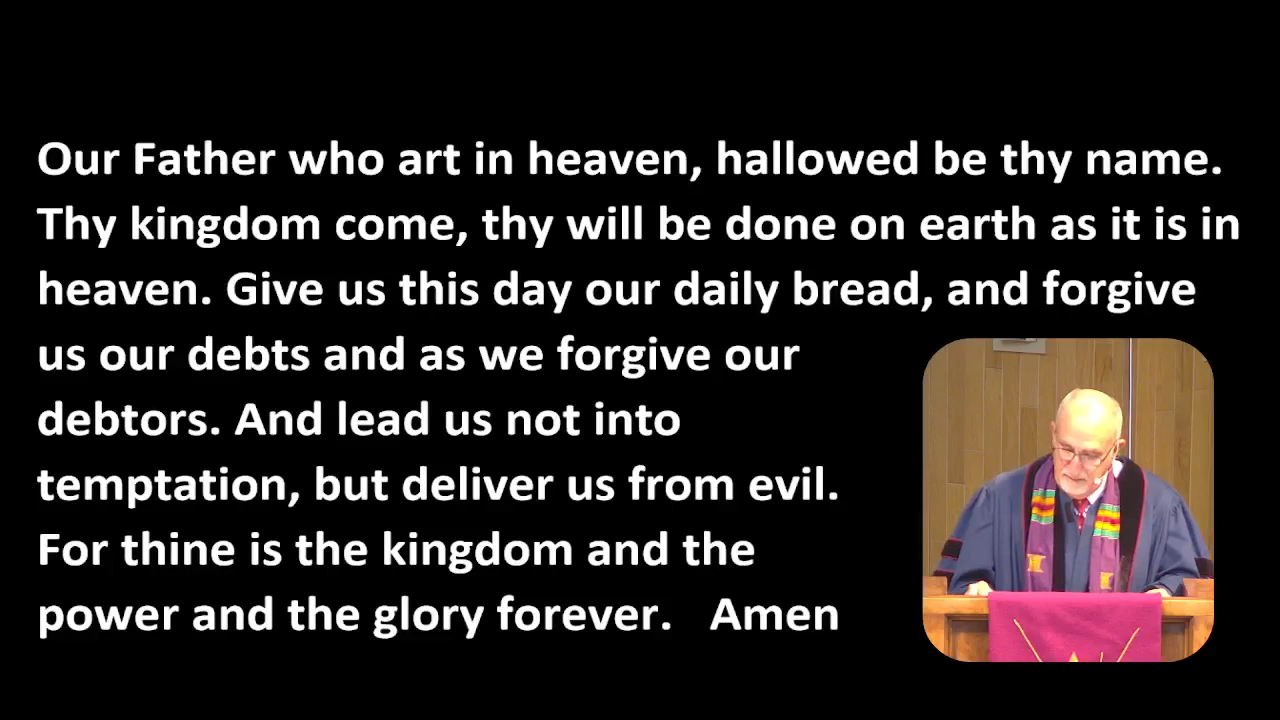 Our Father who art in heaven, hallowed be thy name.
Thy kingdom come, thy will be done on earth as it is in
heaven. Give us this day our daily bread, and forgive
us our debts and as we forgive our
debtors. And lead us not into
temptation, but deliver us from evil.
For thine is the kingdom and the
power and the glory forever. Amen